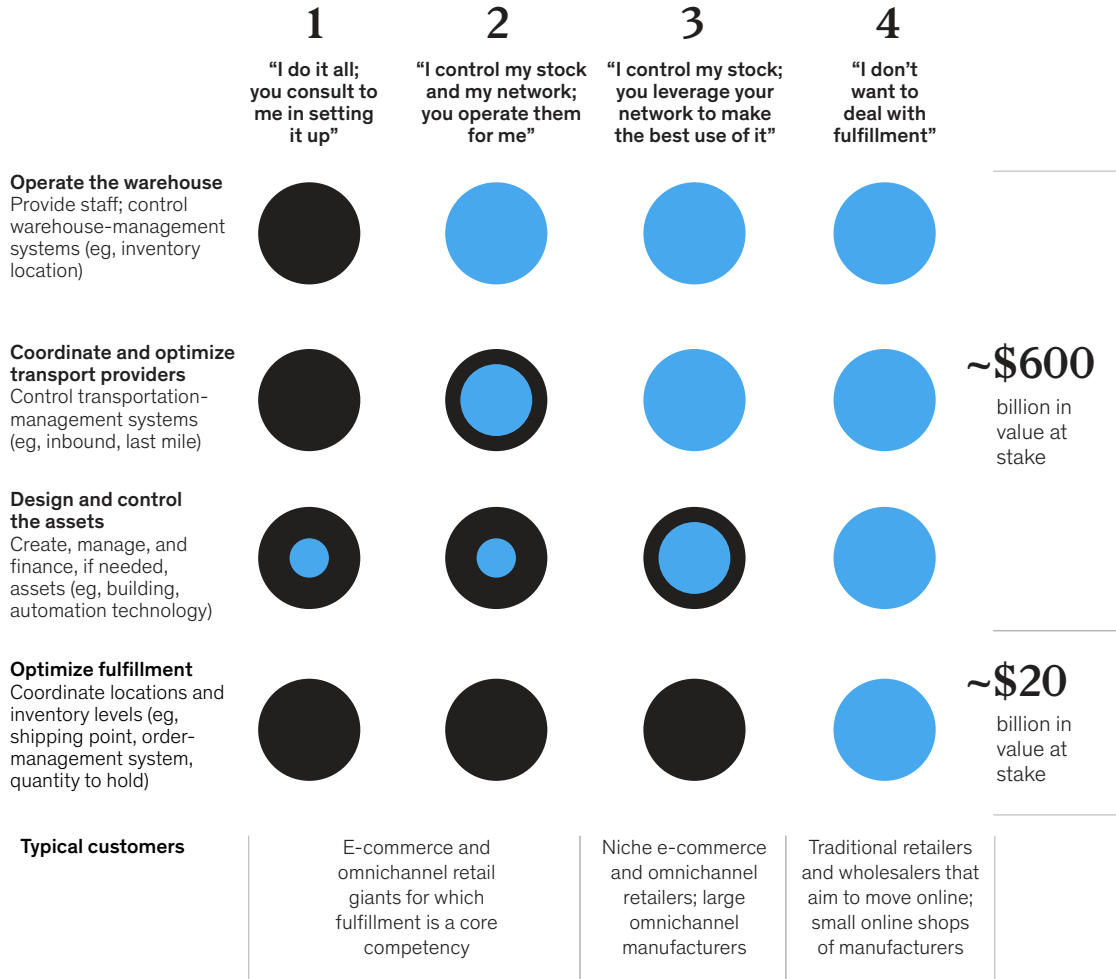 1
2
3
4
“I do it all;
you consult to
me in setting
it up”
“I control my stock
and my network;
you operate them
for me”
“I control my stock;
you leverage your
network to make
the best use of it”
“I don’t
want to
deal with
fulfillment”
Operate the warehouse
Provide staff; control
warehouse-management
systems (eg, inventory
location)
Coordinate and optimize
transport providers
Control transportation-
management systems
(eg, inbound, last mile)
~$600
billion in
value at
stake
Design and control
the assets
Create, manage, and
finance, if needed,
assets (eg, building,
automation technology)
Optimize fulfillment
Coordinate locations and
inventory levels (eg,
shipping point, order-
management system,
quantity to hold)
~$20
billion in
value at
stake
Typical customers
E-commerce and
omnichannel retail
giants for which
fulfillment is a core
competency
Niche e-commerce
and omnichannel
retailers; large
omnichannel
manufacturers
Traditional retailers
and wholesalers that
aim to move online;
small online shops
of manufacturers